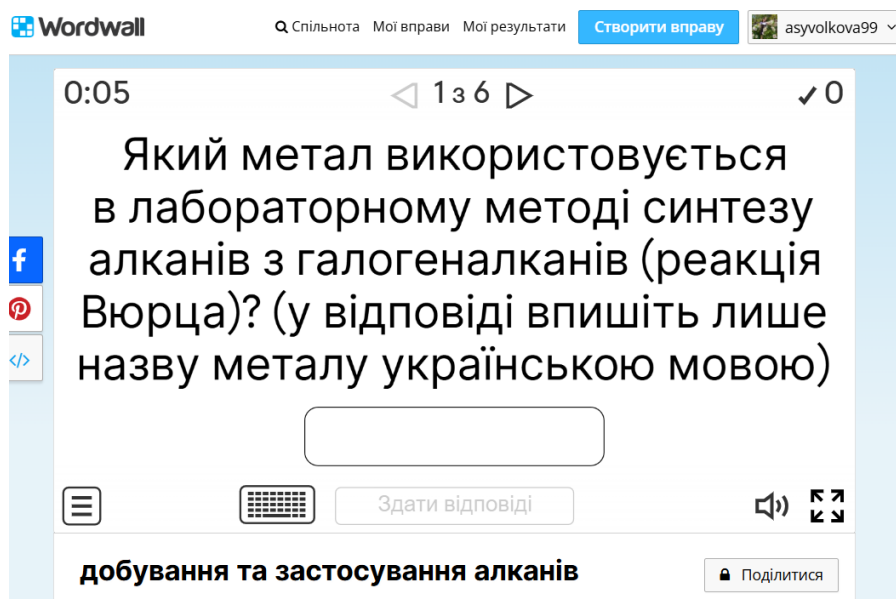 Wordwall
Спільнота Мої вправи Мої результати Створити вправу asyvolkova99
0:05 1 з 6 0
Який метал використовується
в лабораторному методі синтезу
алканів з галогеналканів (реакція
Вюрца)? (у відповіді впишіть лише
назву металу українською мовою)
Здати відповіді
добування та застосування алканів
Поділитися